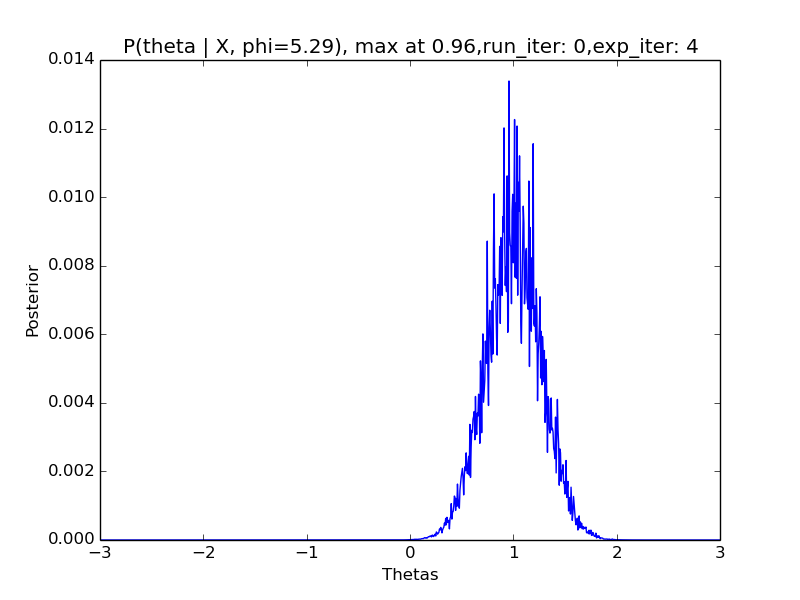 P(theta | X, phi=5.29), max at 0.96,run_iter: 0,exp_iter: 4
0.014
0.012
0.010
0.008
0.006
0.004
0.002
0.000
Posterior
−3 −2 −1 0 1 2 3
Thetas